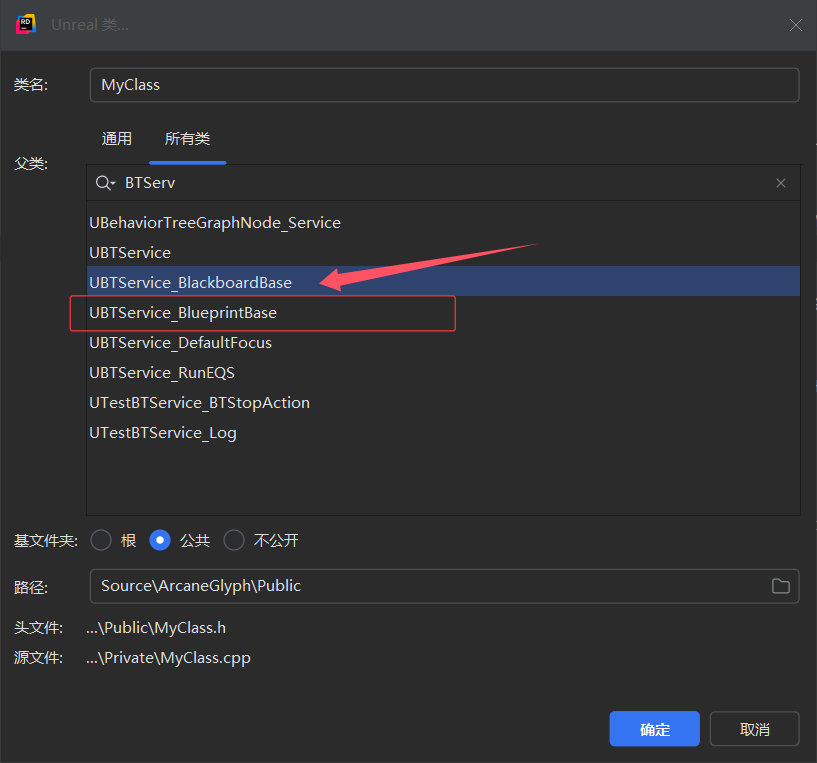 Unreal 类...
类名: MyClass
通用 所有类
父类:
BTServ
UBehaviorTreeGraphNode_Service
UBTService
UBTService_BlackboardBase
UBTService_BlueprintBase
UBTService_DefaultFocus
UBTService_RunEQS
UTestBTService_BTStopAction
UTestBTService_Log
基文件夹: 根 公共 不公开
路径: Source\ArcaneGlyph\Public
头文件: ...\Public\MyClass.h
源文件: ...\Private\MyClass.cpp
确定 取消